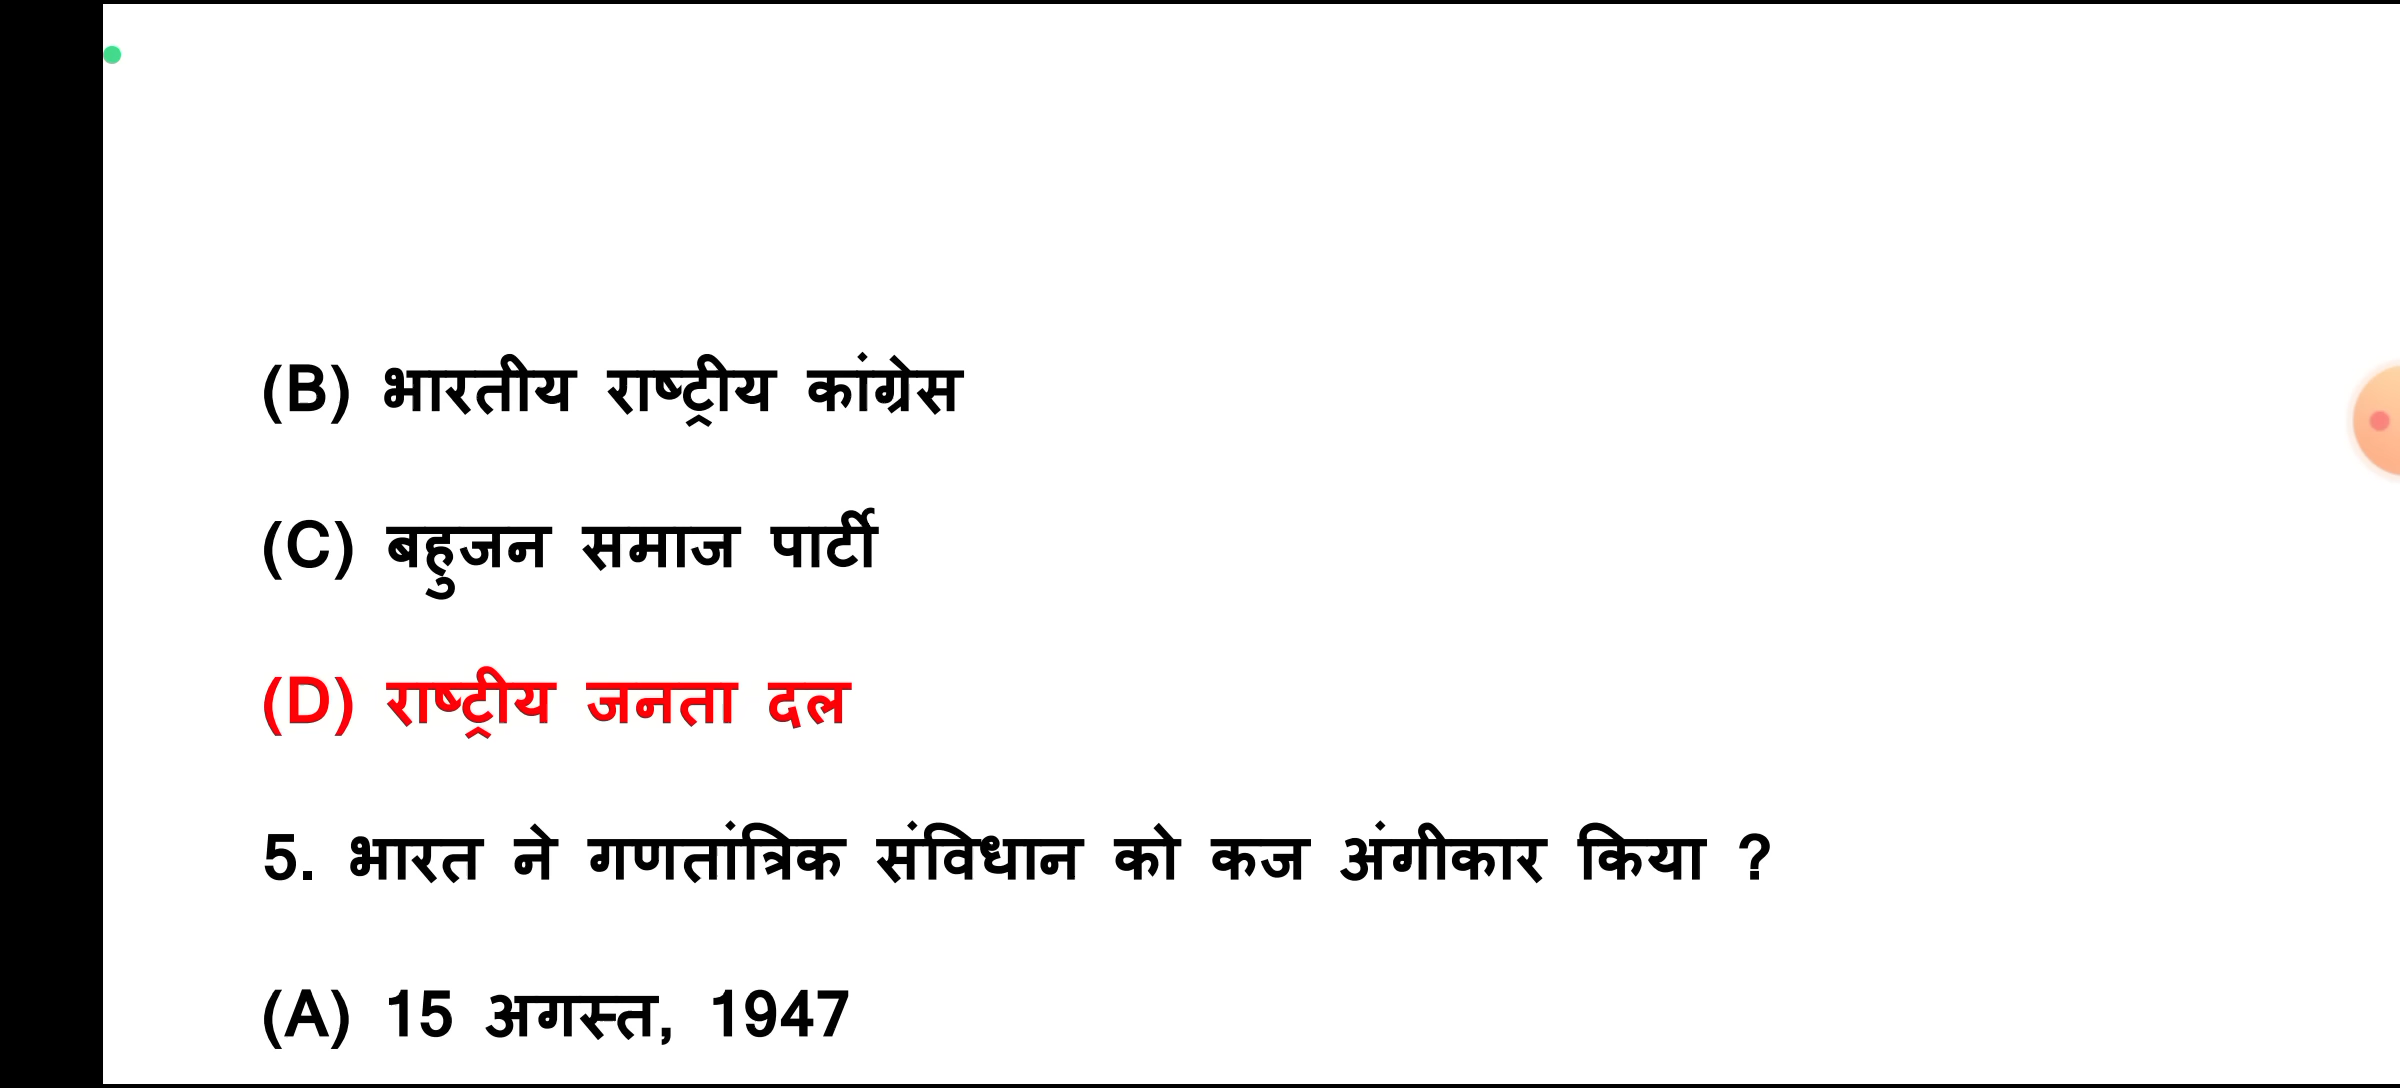 (B) भारतीय राष्ट्रीय कांग्रेस
(C) बहुजन समाज पार्टी
(D) राष्ट्रीय जनता दल
5. भारत ने गणतांत्रिक संविधान को कज अंगीकार किया ?
(A) 15 अगस्त, 1947